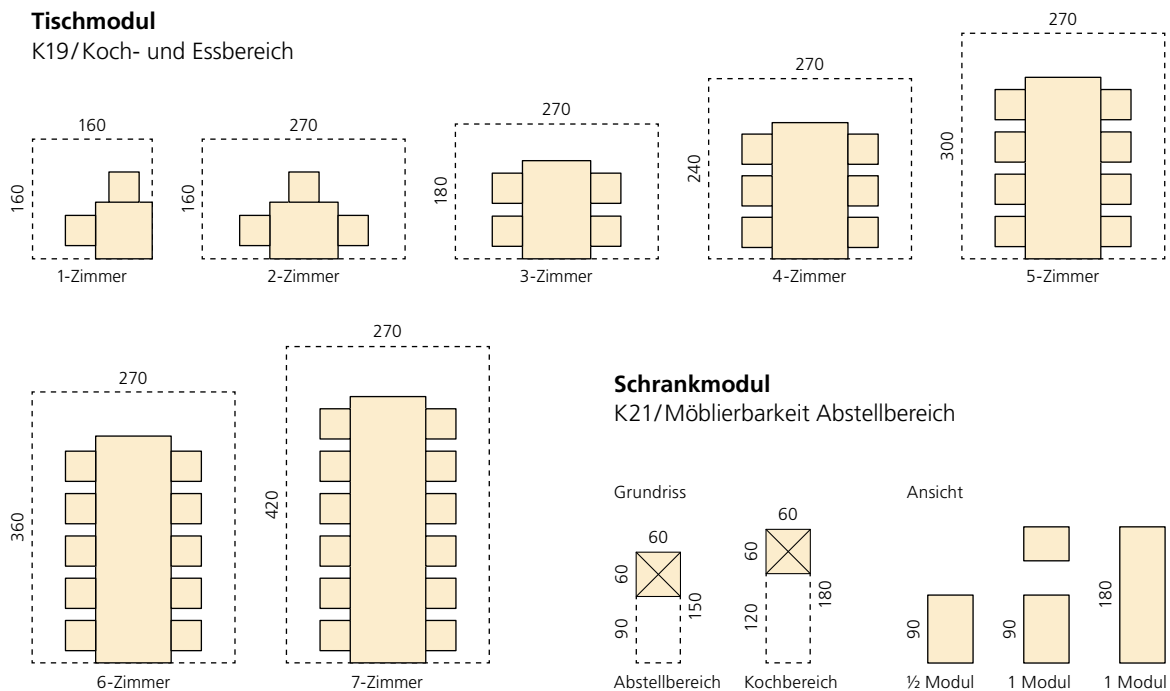 Tischmodul
K19/Koch- und Essbereich
160
160
1-Zimmer
270
160
2-Zimmer
270
180
3-Zimmer
270
240
4-Zimmer
270
300
5-Zimmer
270
360
6-Zimmer
270
420
7-Zimmer
Schrankmodul
K21/Möblierbarkeit Abstellbereich
Grundriss
60
60
90
150
Abstellbereich
60
60
120
180
Kochbereich
Ansicht
90
½ Modul
90
1 Modul
180
1 Modul